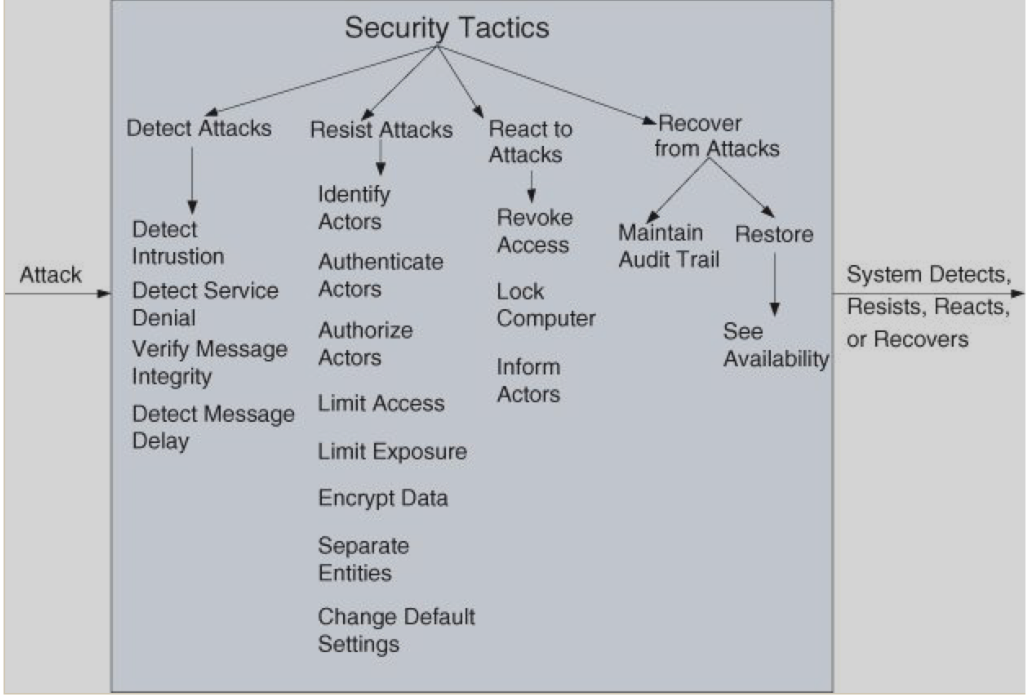 Security Tactics
Detect Attacks
Resist Attacks
React to
Attacks
Recover
from Attacks
Detect
Intrustion
Detect Service
Denial
Verify Message
Integrity
Detect Message
Delay
Identify
Actors
Authenticate
Actors
Authorize
Actors
Limit Access
Limit Exposure
Encrypt Data
Separate
Entities
Change Default
Settings
Revoke
Access
Lock
Computer
Inform
Actors
Maintain
Audit Trail
Restore
See
Availability
Attack
System Detects,
Resists, Reacts,
or Recovers